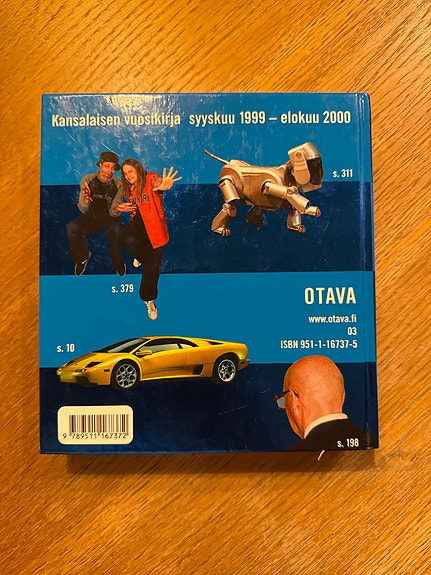 Kansalaisen vuosikirja syyskuu 1999 – elokuu 2000
s. 311
s. 379
OTAVA
www.otava.fi
03
ISBN 951-1-16737-5
s. 10
9 789511 167372
s. 198